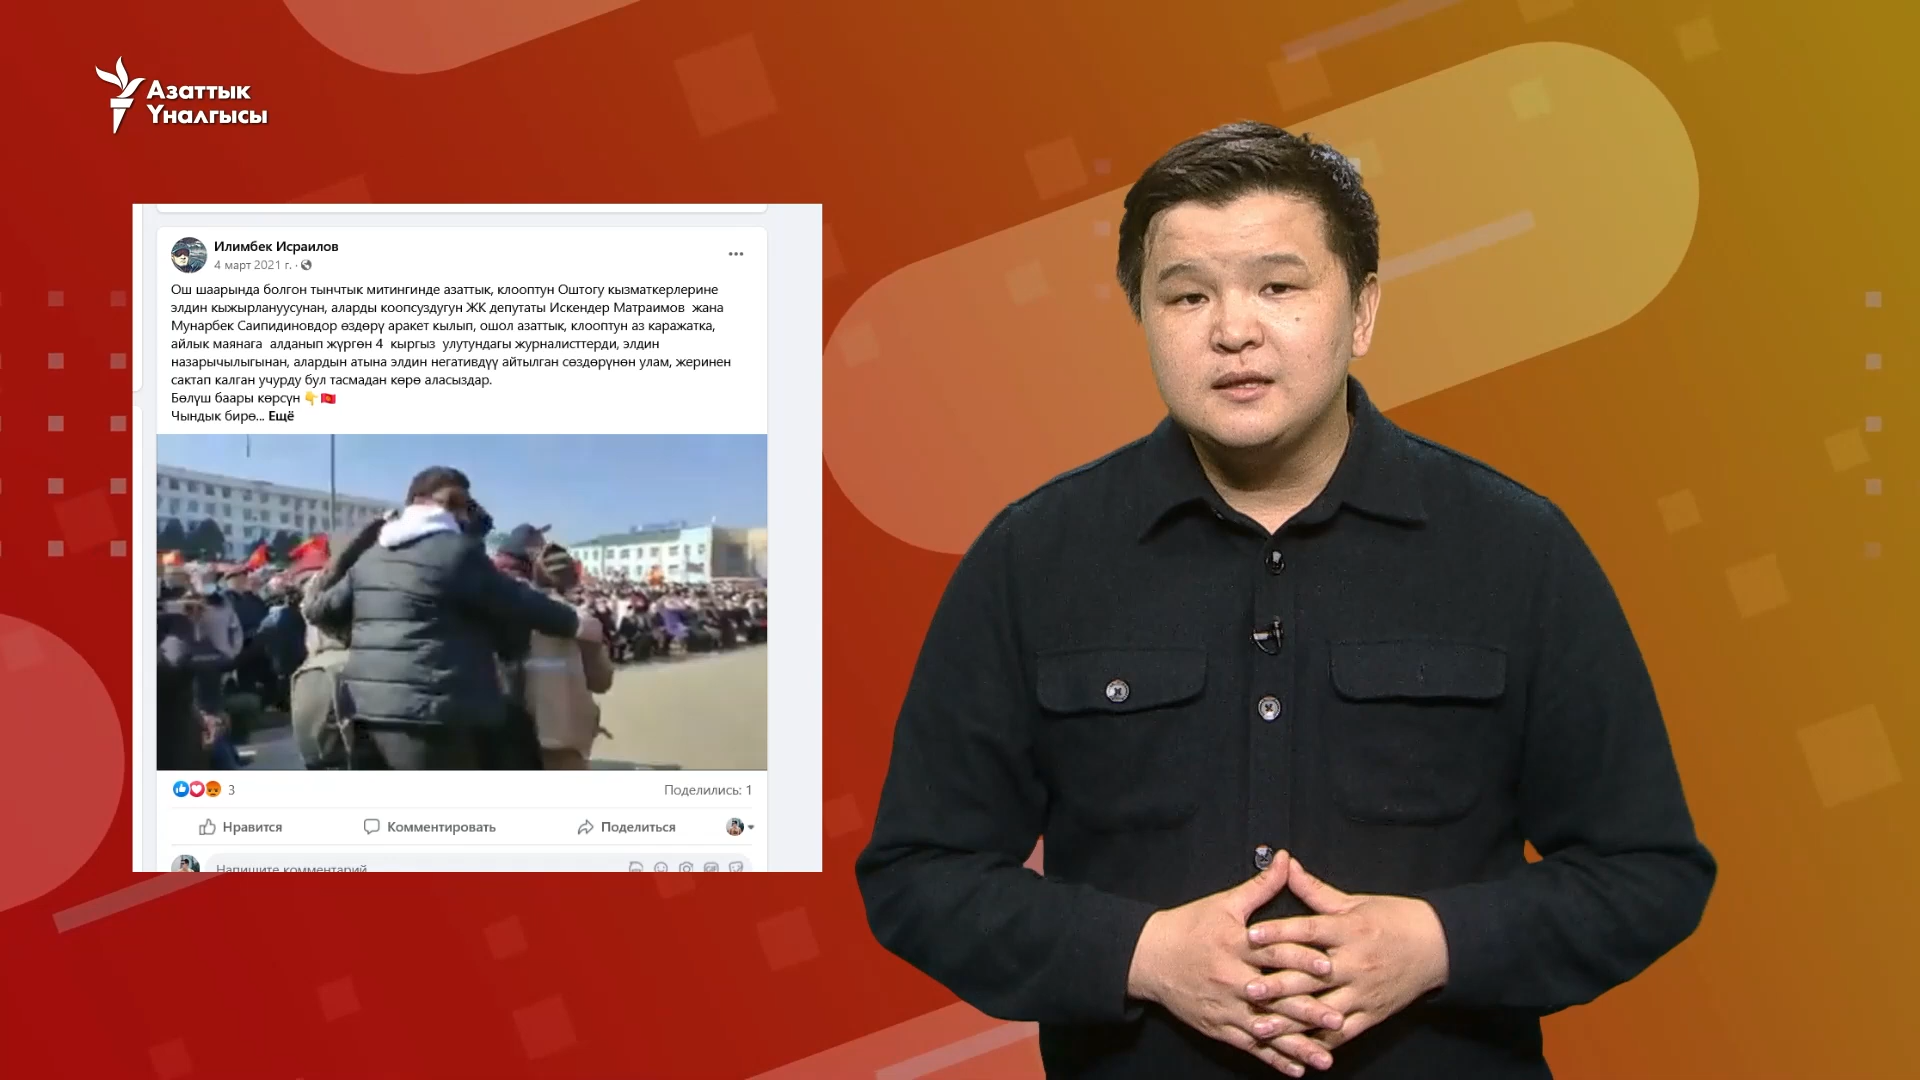 Азаттык
Үналгысы
Илимбек Исраилов
4 март 2021 г. ·
Ош шаарында болгон тынчтык митингинде азаттык, клооптун Оштогу кызматкерлерине
элдин кыжырлануусунан, аларды коопсуздугун ЖК депутаты Искендер Матраимов жана
Мунарбек Саипидиновдор өздөрү аракет кылып, ошол азаттык, клооптун аз каражатка,
айлык маянага алданып жүргөн 4 кыргыз улутундагы журналисттерди, элдин
назарычылыгынан, алардын атына элдин негативдүү айтылган сөздөрүнөн улам, жеринен
сактап калган учурду бул тасмадан көрө аласыздар.
Бөлүш баары көрсүн 👇🇰🇬
Чындык бирө... Ещё
3
Поделились: 1
Нравится
Комментировать
Поделиться
Напишите комментарий